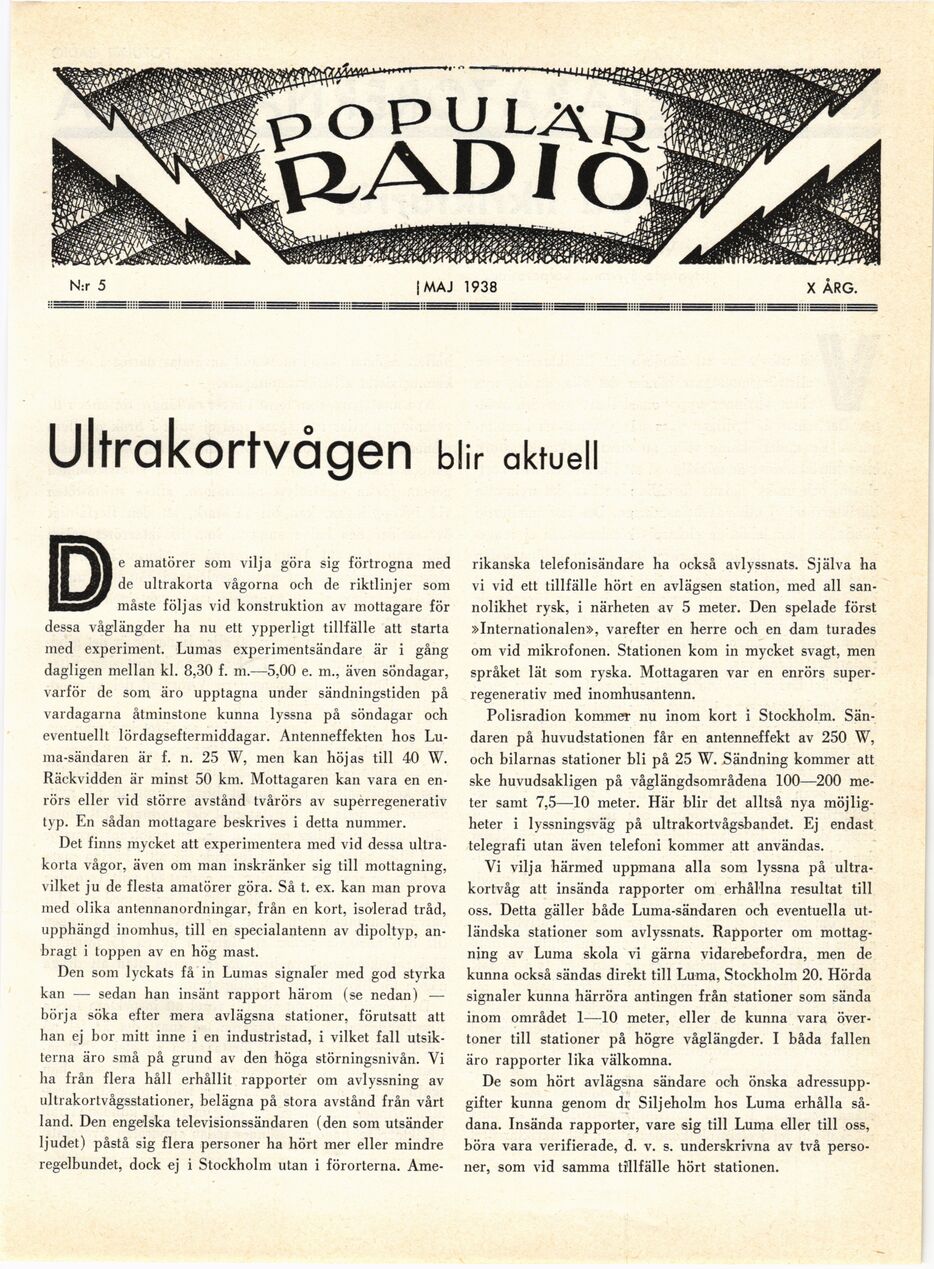 POPULÄR
RADIO
N:r 5 | MAJ 1938 X ÅRG.
Ultrakortvågen blir aktuell
De amatörer som vilja göra sig förtrogna med
de ultrakorta vågorna och de riktlinjer som
måste följas vid konstruktion av mottagare för
dessa våglängder ha nu ett ypperligt tillfälle att starta
med experiment. Lumas experimentsändare är i gång
dagligen mellan kl. 8,30 f. m.—5,00 e. m., även söndagar,
varför de som äro upptagna under sändningstiden på
vardagarna åtminstone kunna lyssna på söndagar och
eventuellt lördagseftermiddagar. Antenneffekten hos Lu-
ma-sändaren är f. n. 25 W, men kan höjas till 40 W.
Räckvidden är minst 50 km. Mottagaren kan vara en en-
rörs eller vid större avstånd tvårörs av superregenerativ
typ. En sådan mottagare beskrives i detta nummer.
Det finns mycket att experimentera med vid dessa ultra-
korta vågor, även om man inskränker sig till mottagning,
vilket ju de flesta amatörer göra. Så t. ex. kan man prova
med olika antennanordningar, från en kort, isolerad tråd,
upphängd inomhus, till en specialantenn av dipoltyp, an-
bragt i toppen av en hög mast.
Den som lyckats få in Lumas signaler med god styrka
kan — sedan han insänt rapport härom (se nedan) —
börja söka efter mera avlägsna stationer, förutsatt att
han ej bor mitt inne i en industristad, i vilket fall utsik-
terna äro små på grund av den höga störningsnivån. Vi
ha från flera håll erhållit rapporter om avlyssning av
ultrakortvågsstationer, belägna på stora avstånd från vårt
land. Den engelska televisionssändaren (den som utsänder
ljudet) påstå sig flera personer ha hört mer eller mindre
regelbundet, dock ej i Stockholm utan i förorterna. Ame-
rikanska telefonisändare ha också avlyssnats. Själva ha
vi vid ett tillfälle hört en avlägsen station, med all san-
nolikhet rysk, i närheten av 5 meter. Den spelade först
»Internationalen», varefter en herre och en dam turades
om vid mikrofonen. Stationen kom in mycket svagt, men
språket lät som ryska. Mottagaren var en enrörs super-
regenerativ med inomhusantenn.
Polisradion kommer nu inom kort i Stockholm. Sän-
daren på huvudstationen får en antenneffekt av 250 W,
och bilarnas stationer bli på 25 W. Sändning kommer att
ske huvudsakligen på våglängdsområdena 100—200 me-
ter samt 7,5—10 meter. Här blir det alltså nya möjlig-
heter i lyssningsväg på ultrakortvågsbandet. Ej endast
telegrafi utan även telefoni kommer att användas.
Vi vilja härmed uppmana alla som lyssna på ultra-
kortvåg att insända rapporter om erhållna resultat till
oss. Detta gäller både Luma-sändaren och eventuella ut-
ländska stationer som avlyssnats. Rapporter om mottag-
ning av Luma skola vi gärna vidarebefordra, men de
kunna också sändas direkt till Luma, Stockholm 20. Hörda
signaler kunna härröra antingen från stationer som sända
inom området 1—10 meter, eller de kunna vara över-
toner till stationer på högre våglängder. I båda fallen
äro rapporter lika välkomna.
De som hört avlägsna sändare och önska adressupp-
gifter kunna genom dr Siljeholm hos Luma erhålla så-
dana. Insända rapporter, vare sig till Luma eller till oss,
böra vara verifierade, d. v. s. underskrivna av två perso-
ner, som vid samma tillfälle hört stationen.